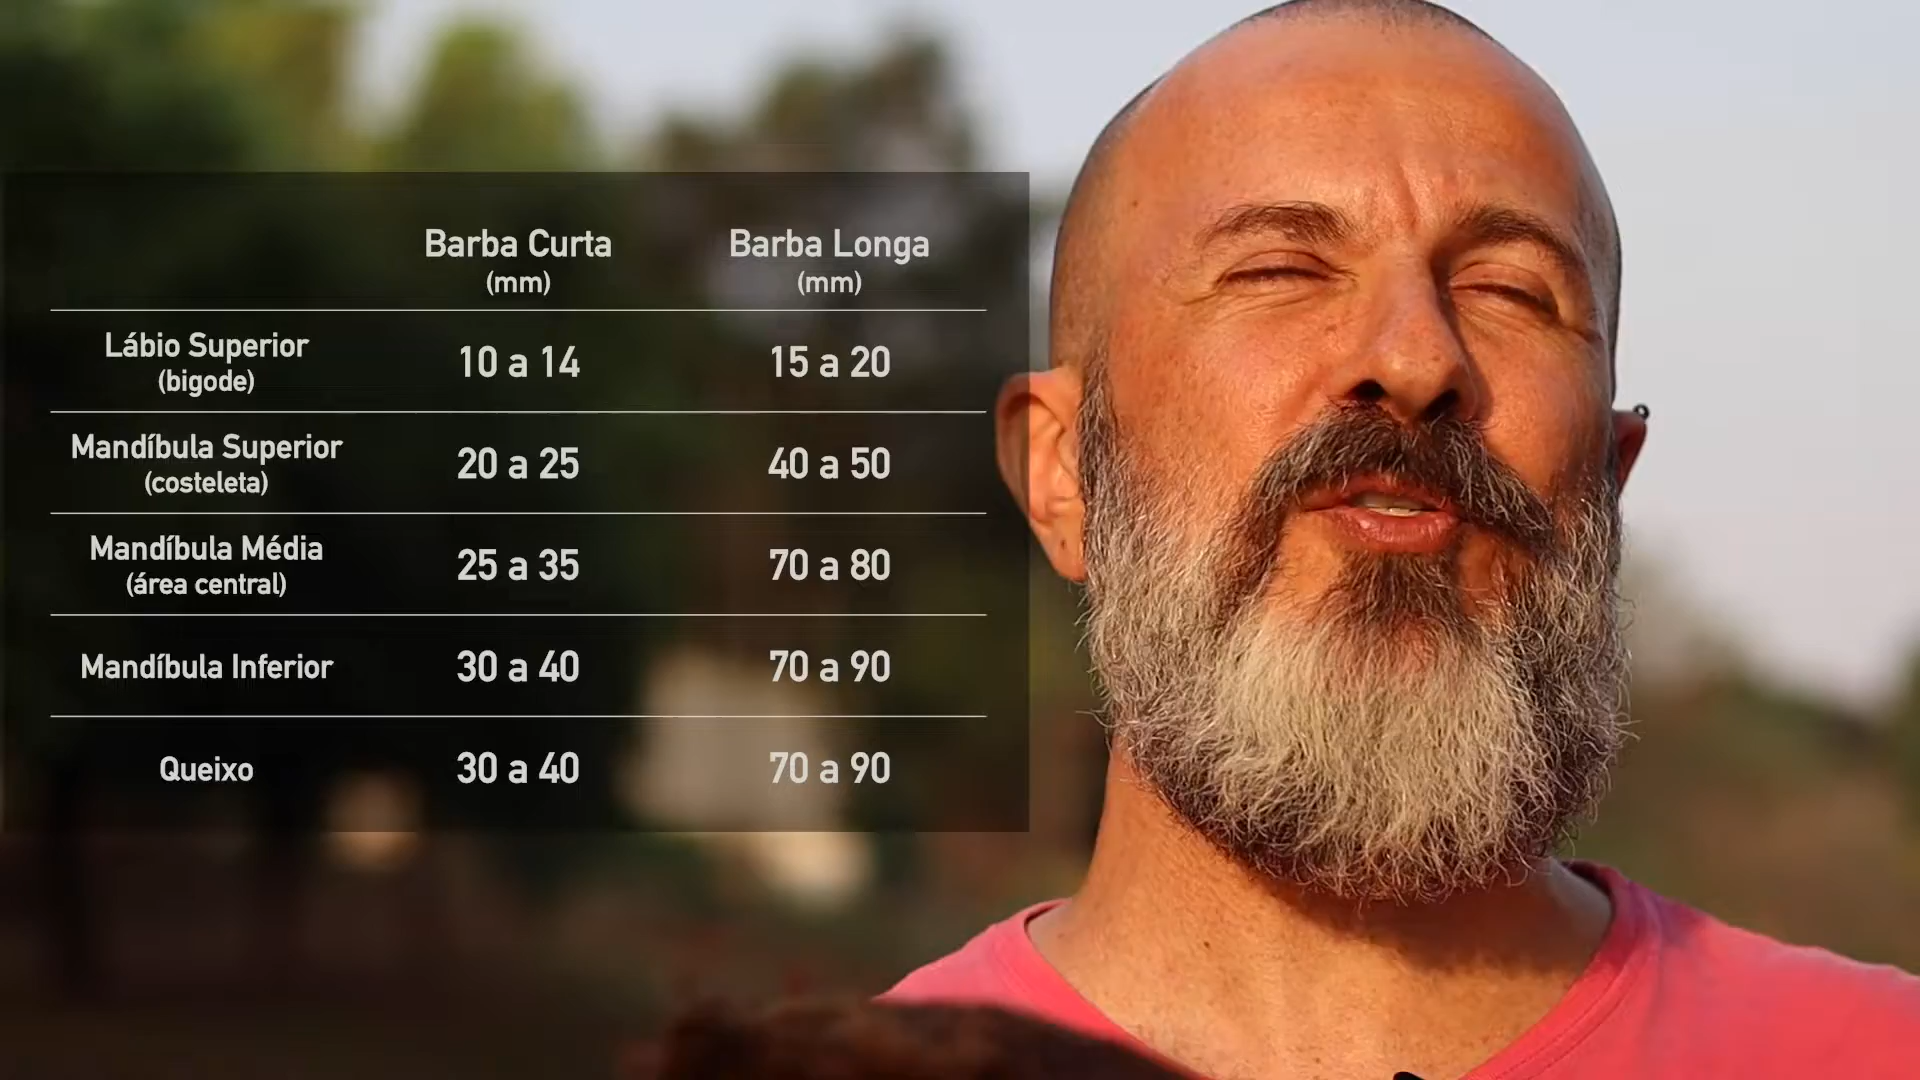 Barba Curta Barba Longa
(mm) (mm)
Lábio Superior
(bigode)
10 a 14 15 a 20
Mandíbula Superior
(costeleta)
20 a 25 40 a 50
Mandíbula Média
(área central)
25 a 35 70 a 80
Mandíbula Inferior 30 a 40 70 a 90
Queixo 30 a 40 70 a 90